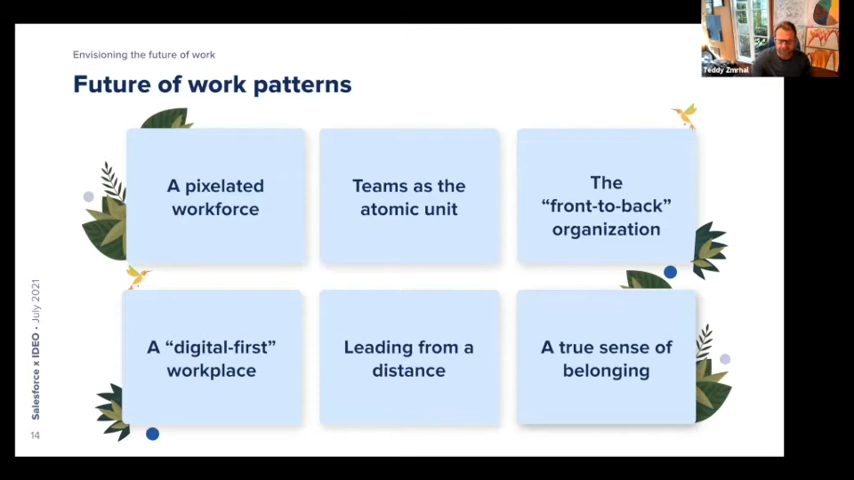 Envisioning the future of work
Future of work patterns
Teddy Zmrhal
A pixelated
workforce
Teams as the
atomic unit
The
“front-to-back”
organization
A “digital-first”
workplace
Leading from a
distance
A true sense of
belonging
Salesforce x IDEO • July 2021
14